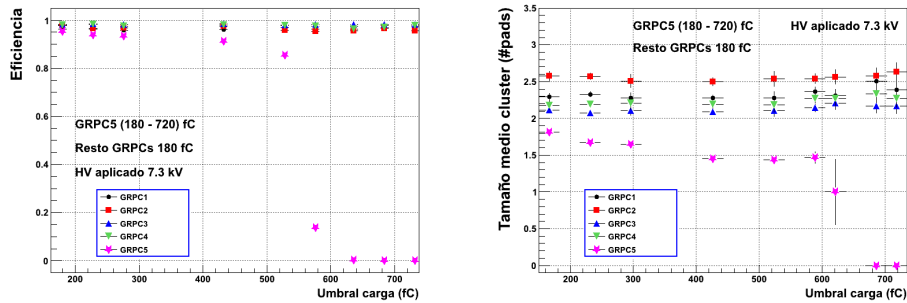 Eficiencia
1
0.8
0.6
0.4
0.2
0
GRPC5 (180 - 720) fC
Resto GRPCs 180 fC
HV aplicado 7.3 kV
GRPC1
GRPC2
GRPC3
GRPC4
GRPC5
200 300 400 500 600 700
Umbral carga (fC)
Tamaño medio cluster (#pads)
3.5
3
2.5
2
1.5
1
0.5
0
GRPC5 (180 - 720) fC HV aplicado 7.3 kV
Resto GRPCs 180 fC
GRPC1
GRPC2
GRPC3
GRPC4
GRPC5
200 300 400 500 600 700
Umbral carga (fC)